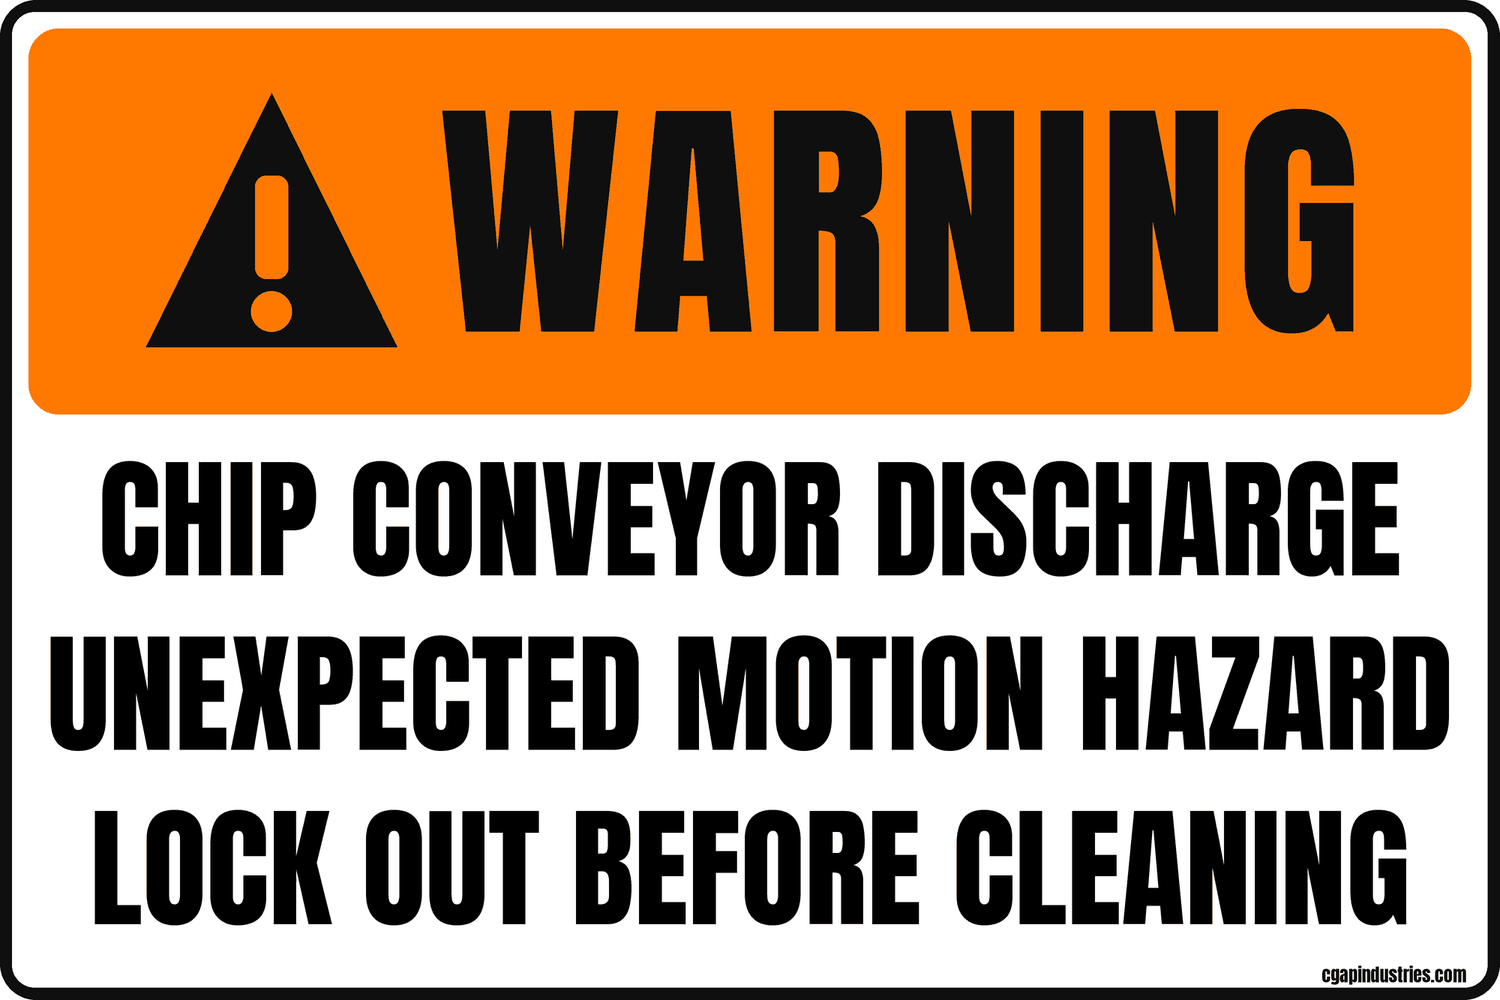 WARNING
CHIP CONVEYOR DISCHARGE
UNEXPECTED MOTION HAZARD
LOCK OUT BEFORE CLEANING
cgapindustries.com